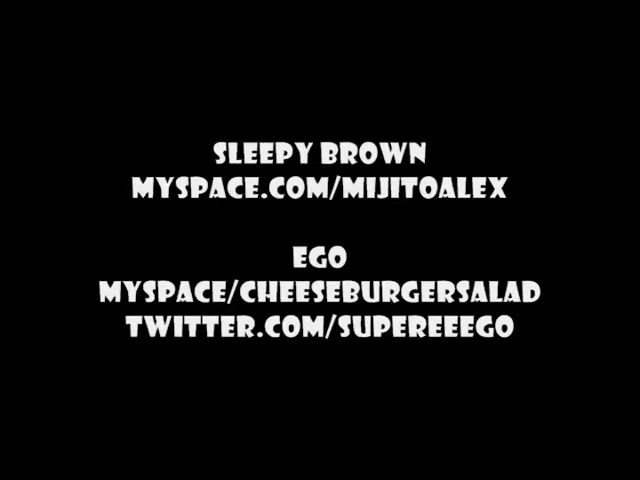 SLEEPY BROWN
MYSPACE.COM/MIJITOALEX
EGO
MYSPACE/CHEESEBURGERSALAD
TWITTER.COM/SUPEREEEGO